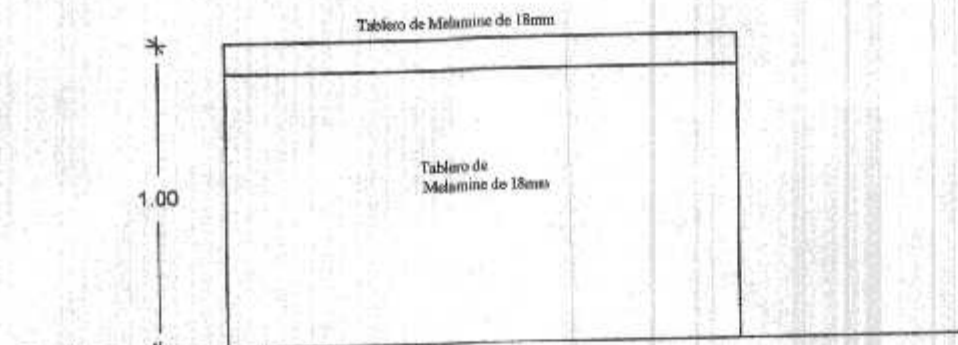 Tablero de Melamine de 18mm
Tablero de
Melamine de 18mm
1.00